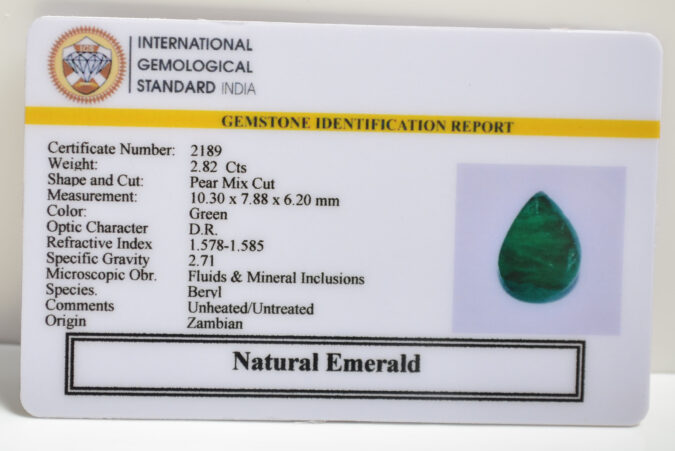 IGS
INTERNATIONAL
GEMOLOGICAL
STANDARD INDIA
GEMSTONE IDENTIFICATION REPORT
Certificate Number: 2189
Weight: 2.82 Cts
Shape and Cut: Pear Mix Cut
Measurement: 10.30 x 7.88 x 6.20 mm
Color: Green
Optic Character D.R.
Refractive Index 1.578-1.585
Specific Gravity 2.71
Microscopic Obr. Fluids & Mineral Inclusions
Species. Beryl
Comments Unheated/Untreated
Origin Zambian
Natural Emerald